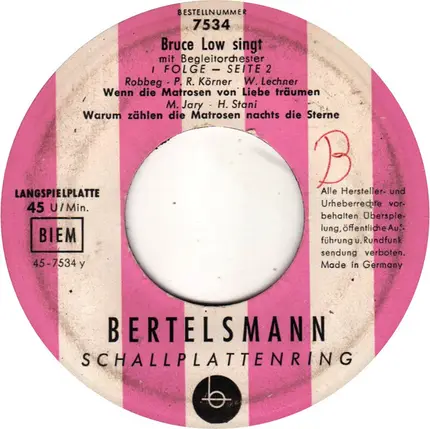 BESTELLNUMMER
7534
Bruce Low singt
mit Begleitorchester
1 FOLGE — SEITE 2
Robbeg · P. R. Körner W. Lechner
Wenn die Matrosen von Liebe träumen
M. Jary · H. Stani
Warum zählen die Matrosen nachts die Sterne
LANGSPIELPLATTE
45 U/Min.
BIEM
45-7534 y
B
Alle Hersteller- und
Urheberrechte vor-
behalten Überspie-
lung, öffentliche Auf-
führung u. Rundfunk
sendung verboten.
Made in Germany
BERTELSMANN
SCHALLPLATTENRING
b